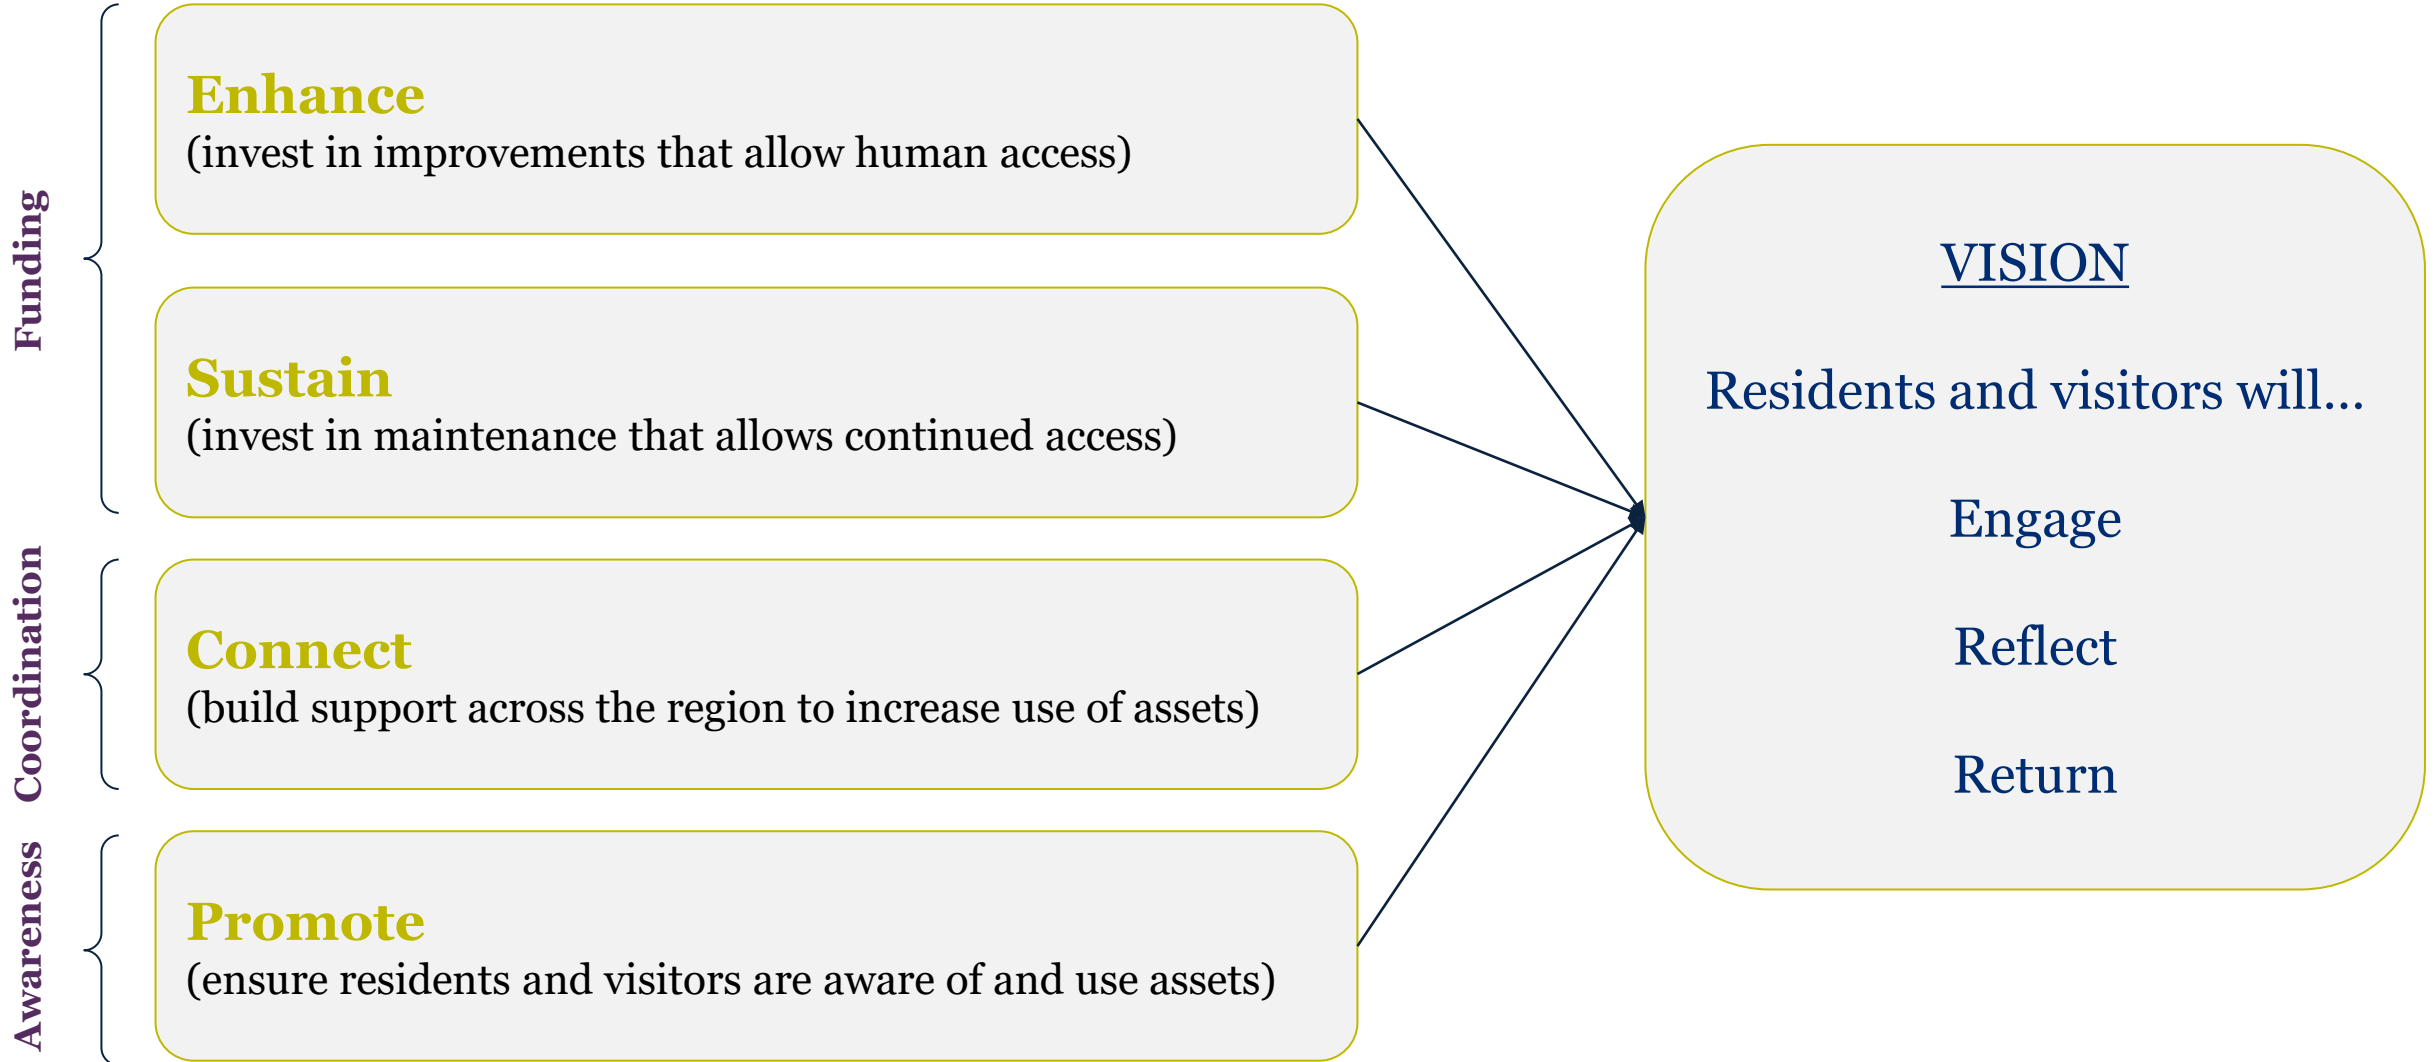 Funding
Enhance
(invest in improvements that allow human access)
Sustain
(invest in maintenance that allows continued access)
Coordination
Connect
(build support across the region to increase use of assets)
Awareness
Promote
(ensure residents and visitors are aware of and use assets)
VISION
Residents and visitors will...
Engage
Reflect
Return